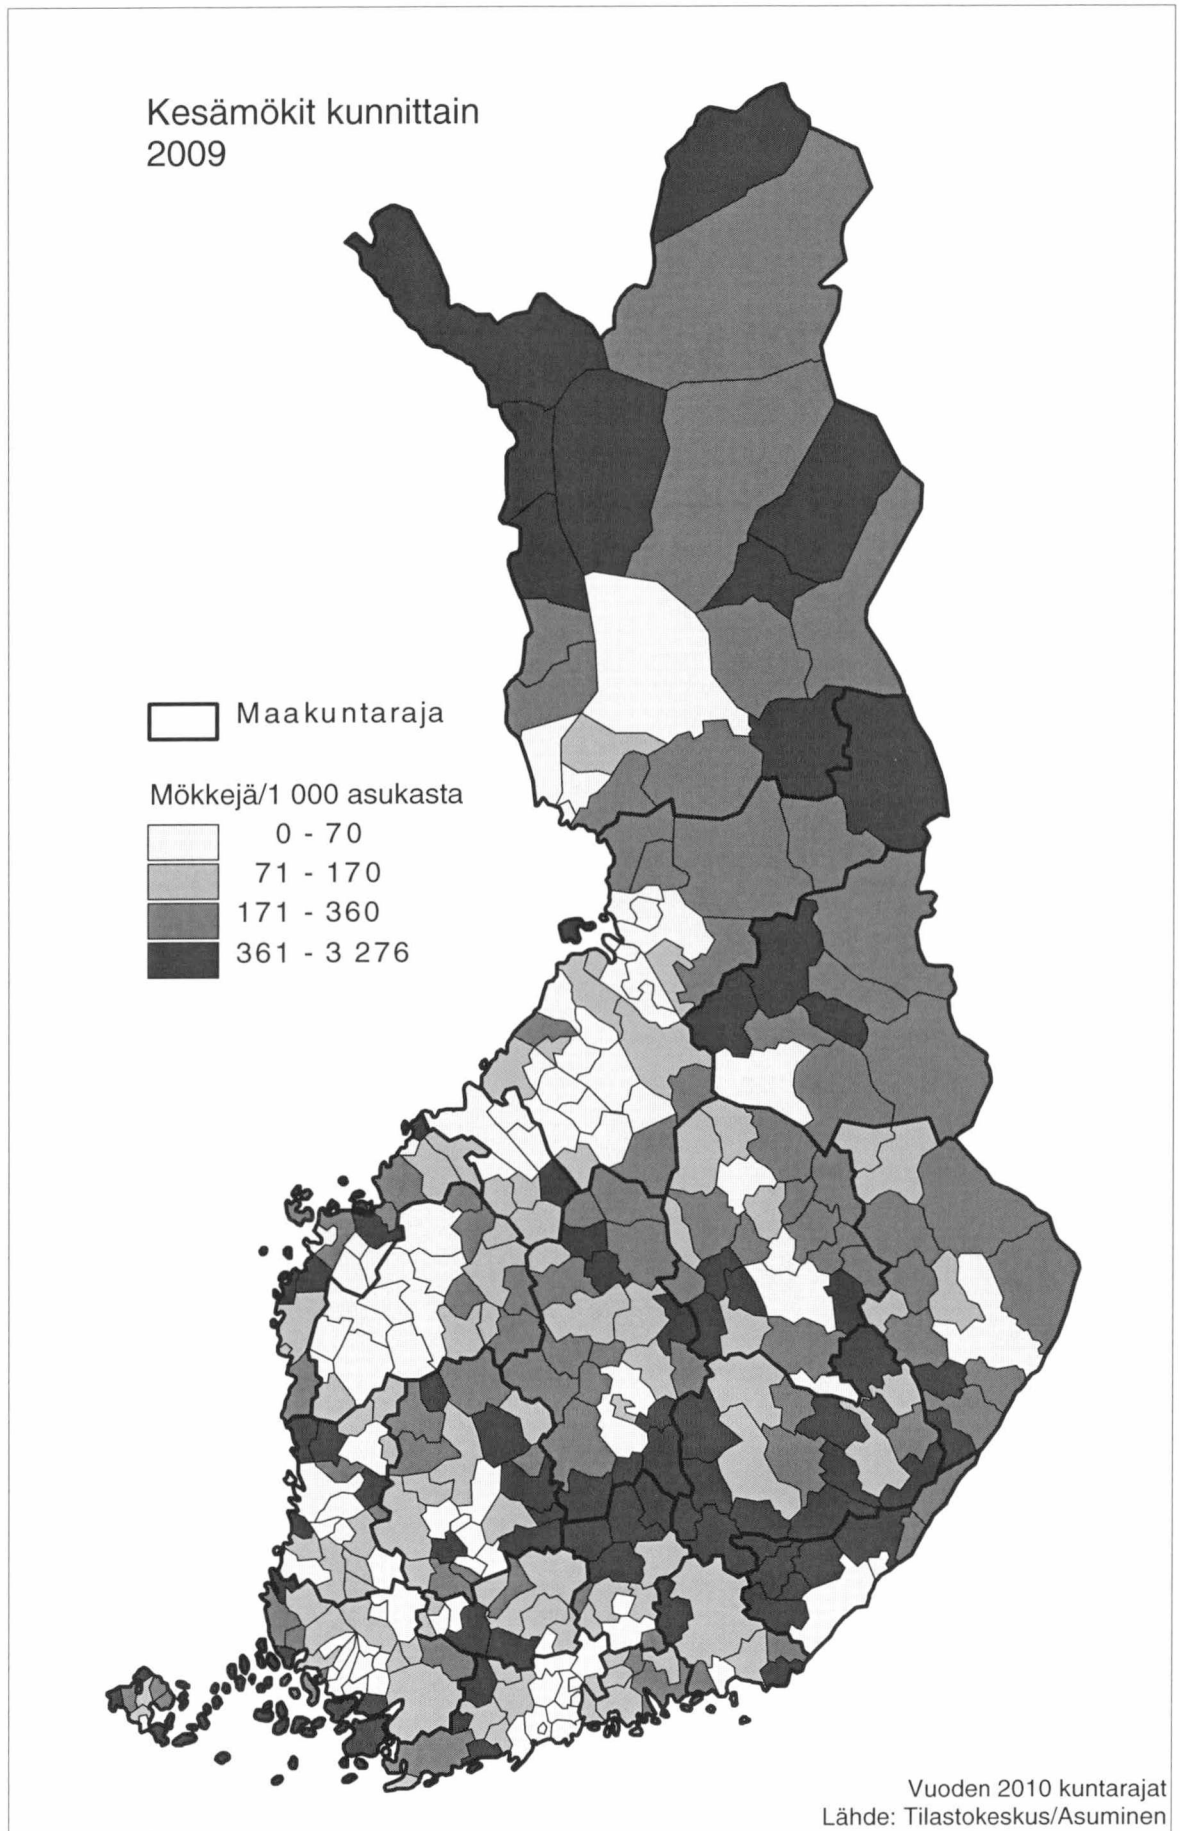 Kesämökit kunnittain
2009
Maakuntaraja
Mökkejä/1 000 asukasta
0 - 70
71 - 170
171 - 360
361 - 3 276
Vuoden 2010 kuntarajat
Lähde: Tilastokeskus/Asuminen